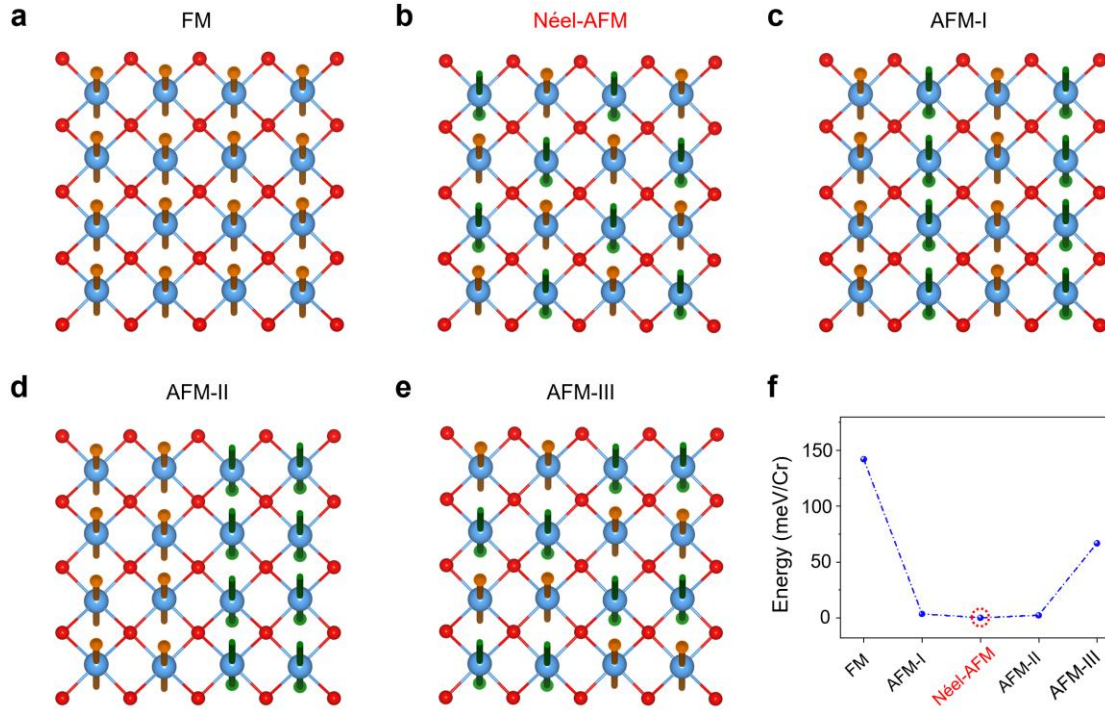 a
FM
b
Néel-AFM
c
AFM-I
d
AFM-II
e
AFM-III
f
Energy (meV/Cr)
150
100
50
0
FM
AFM-I
Néel-AFM
AFM-II
AFM-III